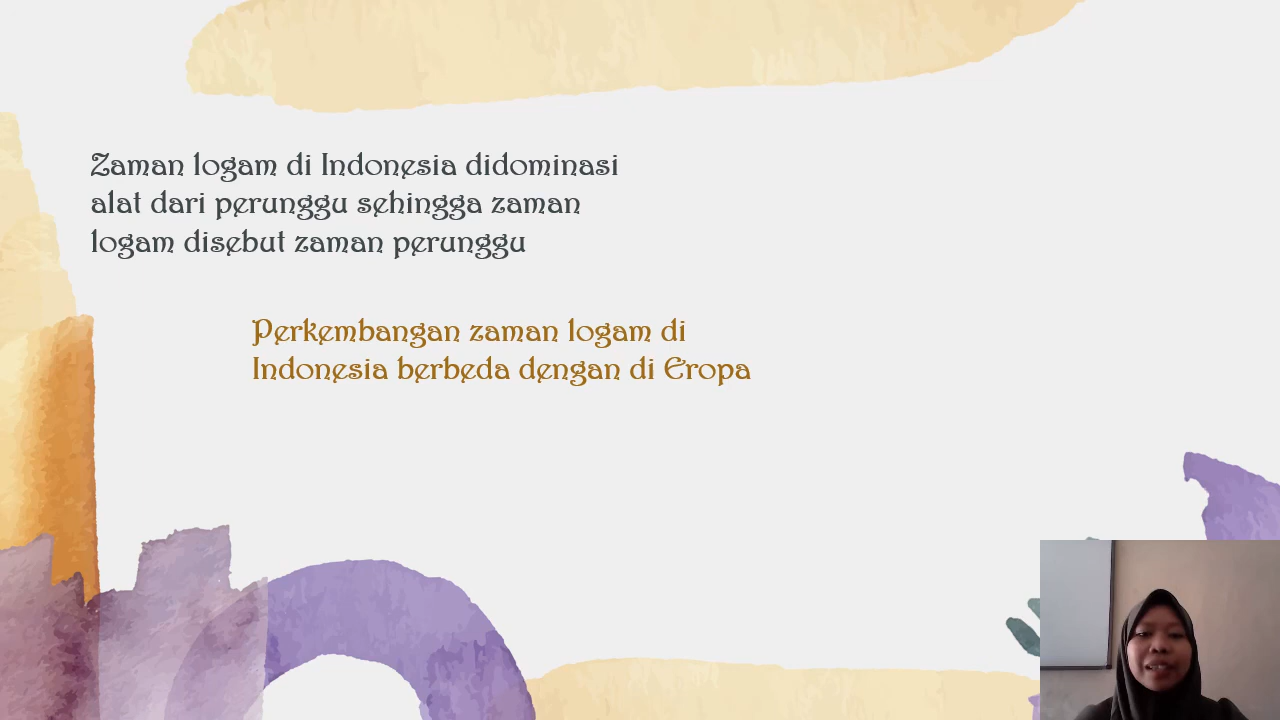 Zaman logam di Indonesia didominasi
alat dari perunggu sehingga zaman
logam disebut zaman perunggu
Perkembangan zaman logam di
Indonesia berbeda dengan di Eropa